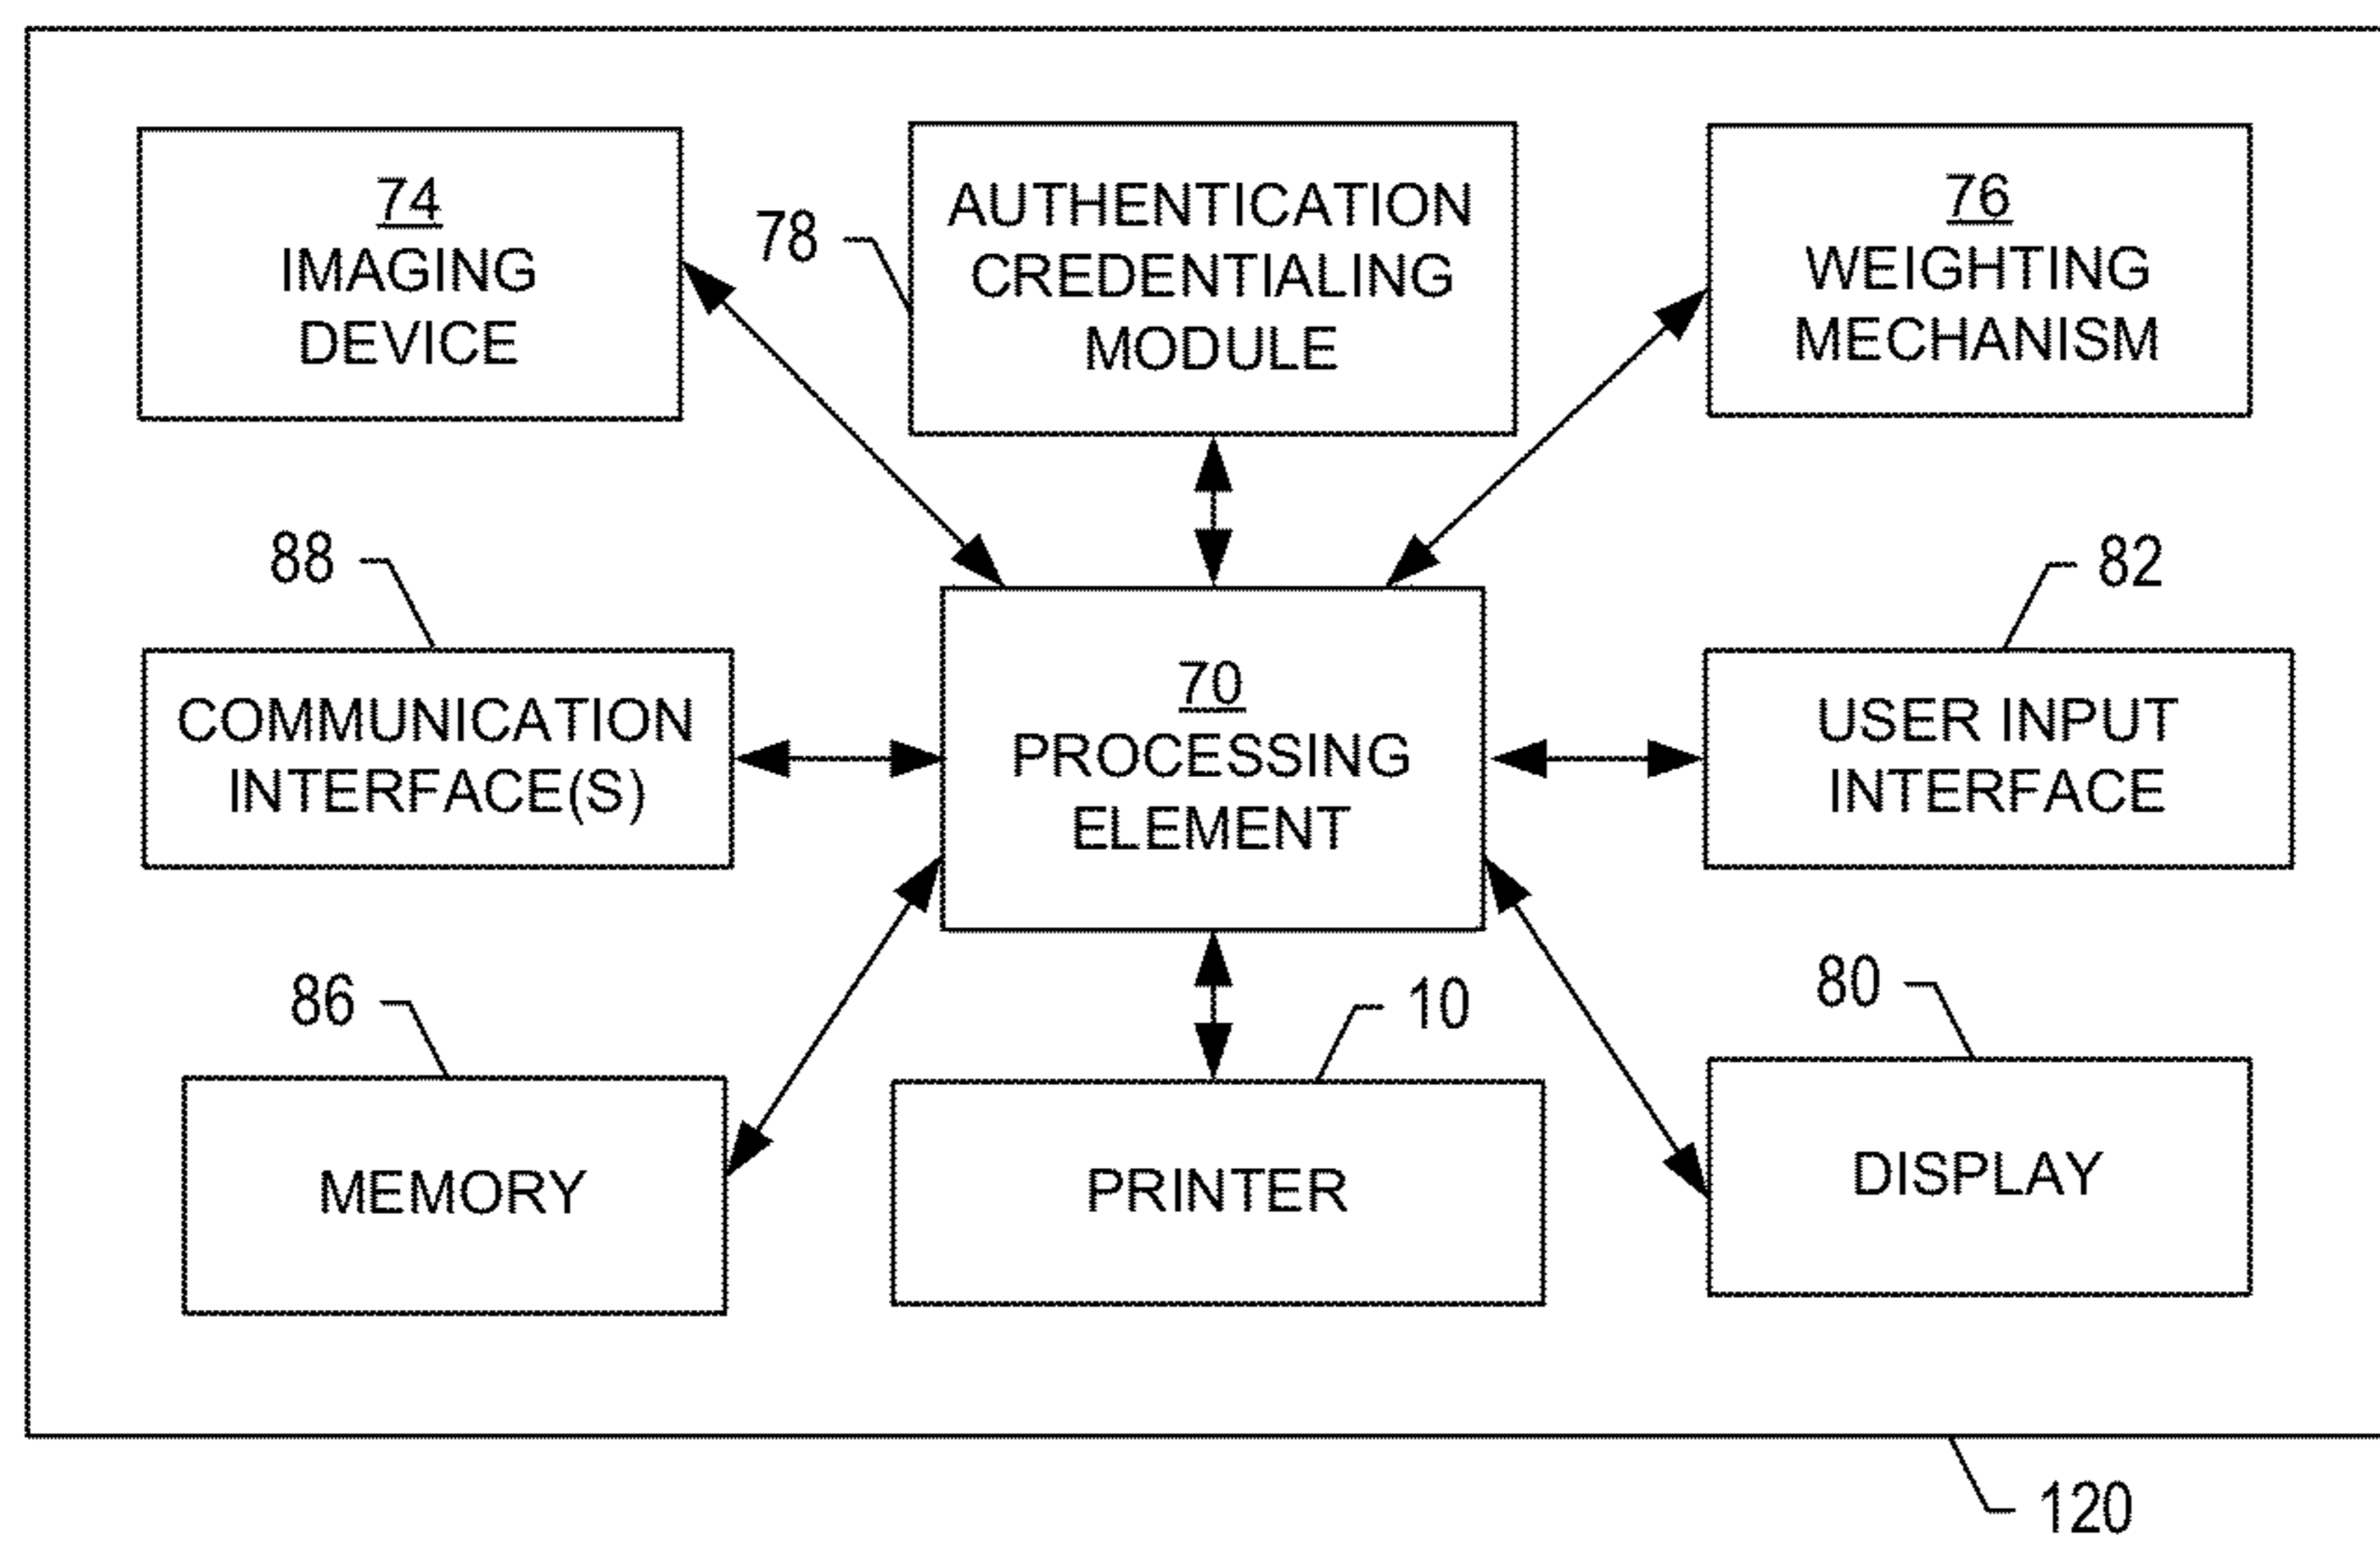 74
IMAGING
DEVICE
78
AUTHENTICATION
CREDENTIALING
MODULE
76
WEIGHTING
MECHANISM
88
COMMUNICATION
INTERFACE(S)
70
PROCESSING
ELEMENT
82
USER INPUT
INTERFACE
86
MEMORY
10
PRINTER
80
DISPLAY
120